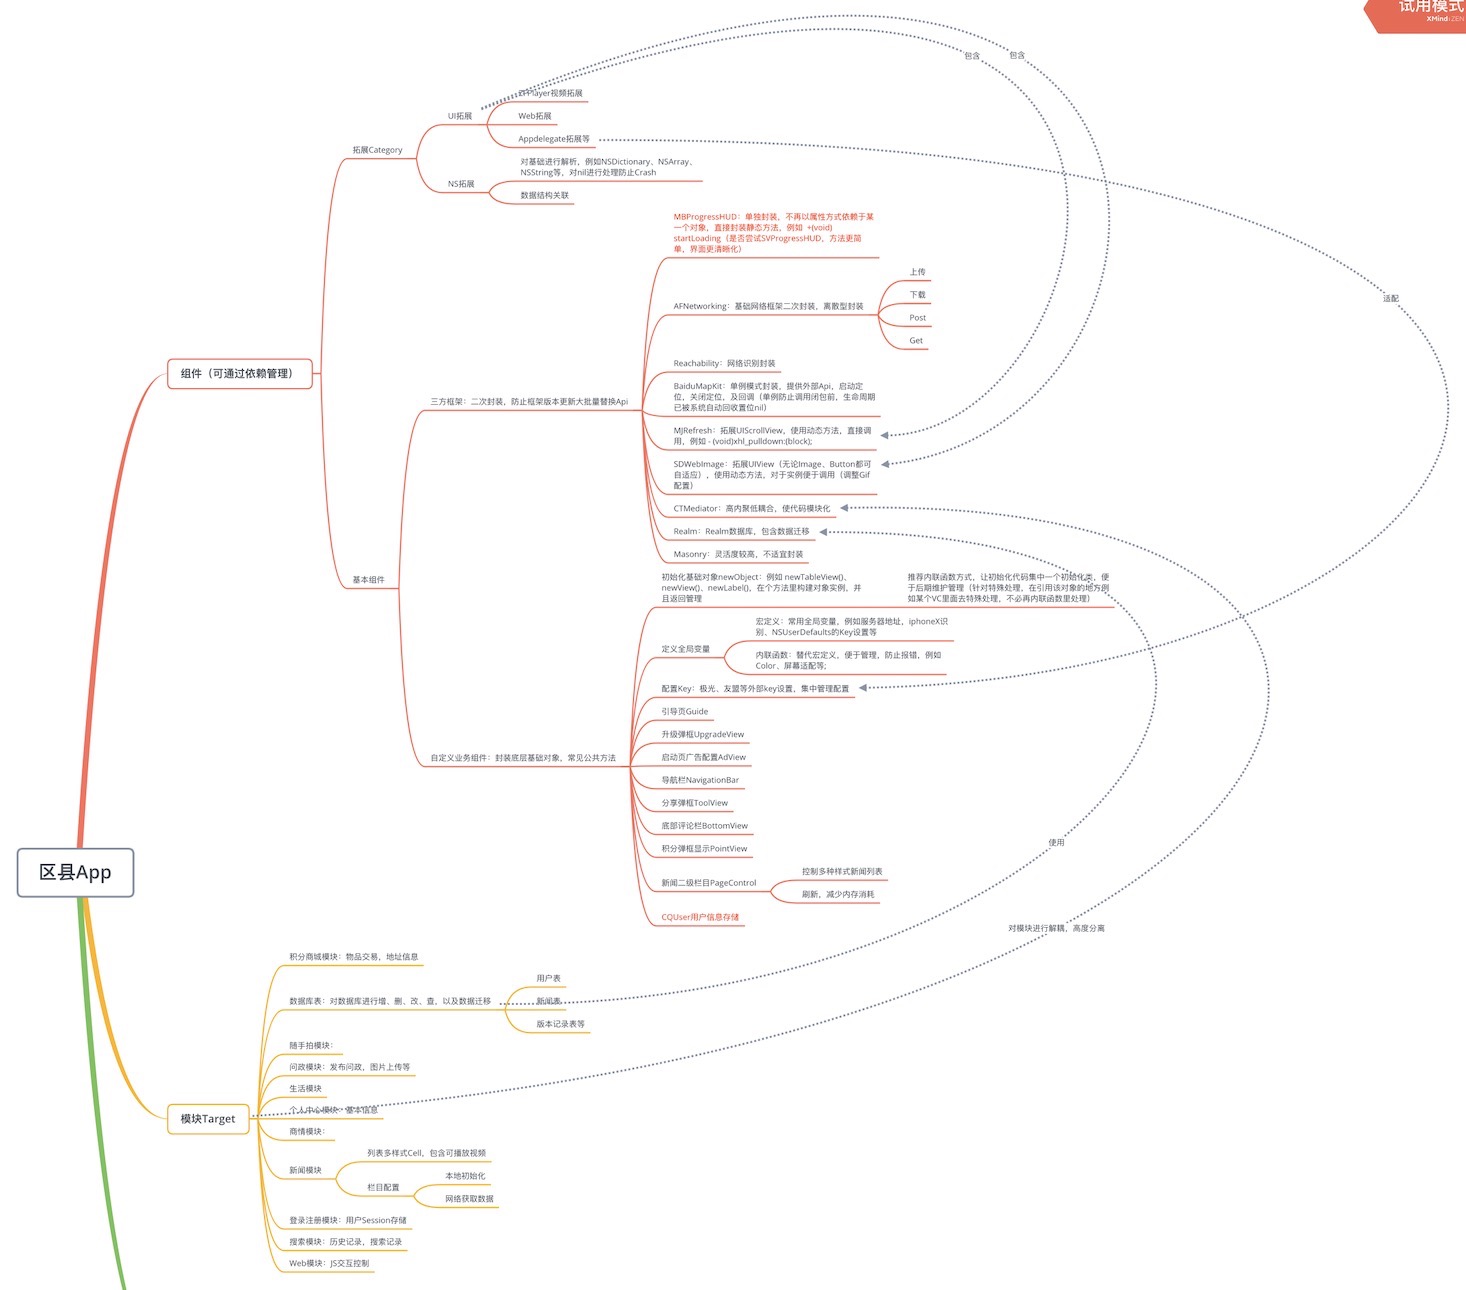 试用模式
XMind:ZEN
包含
包含
ZFPlayer视频拓展
UI拓展
Web拓展
Appdelegate拓展等
拓展Category
对基础进行解析，例如NSDictionary、NSArray、
NSString等，对nil进行处理防止Crash
NS拓展
数据结构关联
MBProgressHUD：单独封装，不再以属性方式依赖于某
一个对象，直接封装静态方法，例如 +(void)
startLoading（是否尝试SVProgressHUD，方法更简
单，界面更清晰化）
上传
AFNetworking：基础网络框架二次封装，离散型封装
下载
Post
Get
适配
Reachability：网络识别封装
组件（可通过依赖管理）
BaiduMapKit：单例模式封装，提供外部Api，启动定
位，关闭定位，及回调（单例防止调用闭包前，生命周期
已被系统自动回收置位nil）
三方框架：二次封装，防止框架版本更新大批量替换Api
MJRefresh：拓展UIScrollView，使用动态方法，直接调
用，例如 - (void)xhl_pulldown:(block);
SDWebImage：拓展UIView（无论Image、Button都可
自适应），使用动态方法，对于实例便于调用（调整Gif
配置）
CTMediator：高内聚低耦合，使代码模块化
Realm：Realm数据库，包含数据迁移
Masonry：灵活度较高，不适宜封装
基本组件
初始化基础对象newObject：例如 newTableView()、
newView()、newLabel()，在个方法里构建对象实例，并
且返回管理
推荐内联函数方式，让初始化代码集中一个初始化类，便
于后期维护管理（针对特殊处理，在引用该对象的地方例
如某个VC里面去特殊处理，不必再内联函数里处理）
宏定义：常用全局变量，例如服务器地址，iphoneX识
别、NSUserDefaults的Key设置等
定义全局变量
内联函数：替代宏定义，便于管理，防止报错，例如
Color、屏幕适配等;
配置Key：极光、友盟等外部key设置，集中管理配置
引导页Guide
升级弹框UpgradeView
自定义业务组件：封装底层基础对象，常见公共方法
启动页广告配置AdView
导航栏NavigationBar
分享弹框ToolView
底部评论栏BottomView
积分弹框显示PointView
使用
新闻二级栏目PageControl
控制多种样式新闻列表
刷新，减少内存消耗
CQUser用户信息存储
区县App
对模块进行解耦，高度分离
积分商城模块：物品交易，地址信息
用户表
数据库表：对数据库进行增、删、改、查，以及数据迁移
新闻表
版本记录表等
随手拍模块：
问政模块：发布问政，图片上传等
生活模块
个人中心模块：基本信息
模块Target
商情模块：
列表多样式Cell，包含可播放视频
新闻模块
本地初始化
栏目配置
网络获取数据
登录注册模块：用户Session存储
搜索模块：历史记录，搜索记录
Web模块：JS交互控制